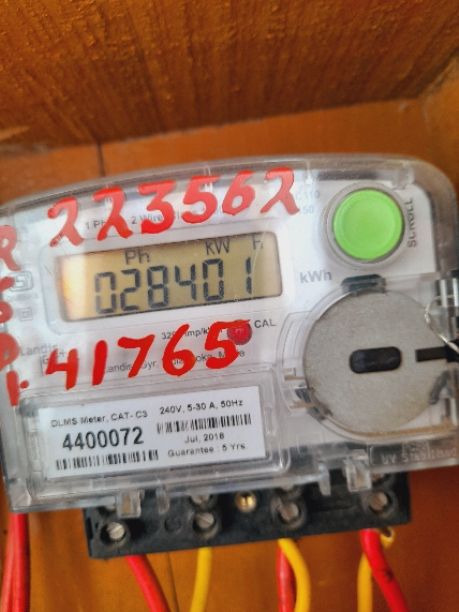 223562
1 Ph 2 Wire
Ph KW
028401
kWh
SCROLL
CAL
41765
DLMS Meter, CAT- C3 240V, 5-30 A, 50Hz
4400072
Jul, 2018
Guarantee : 5 Yrs